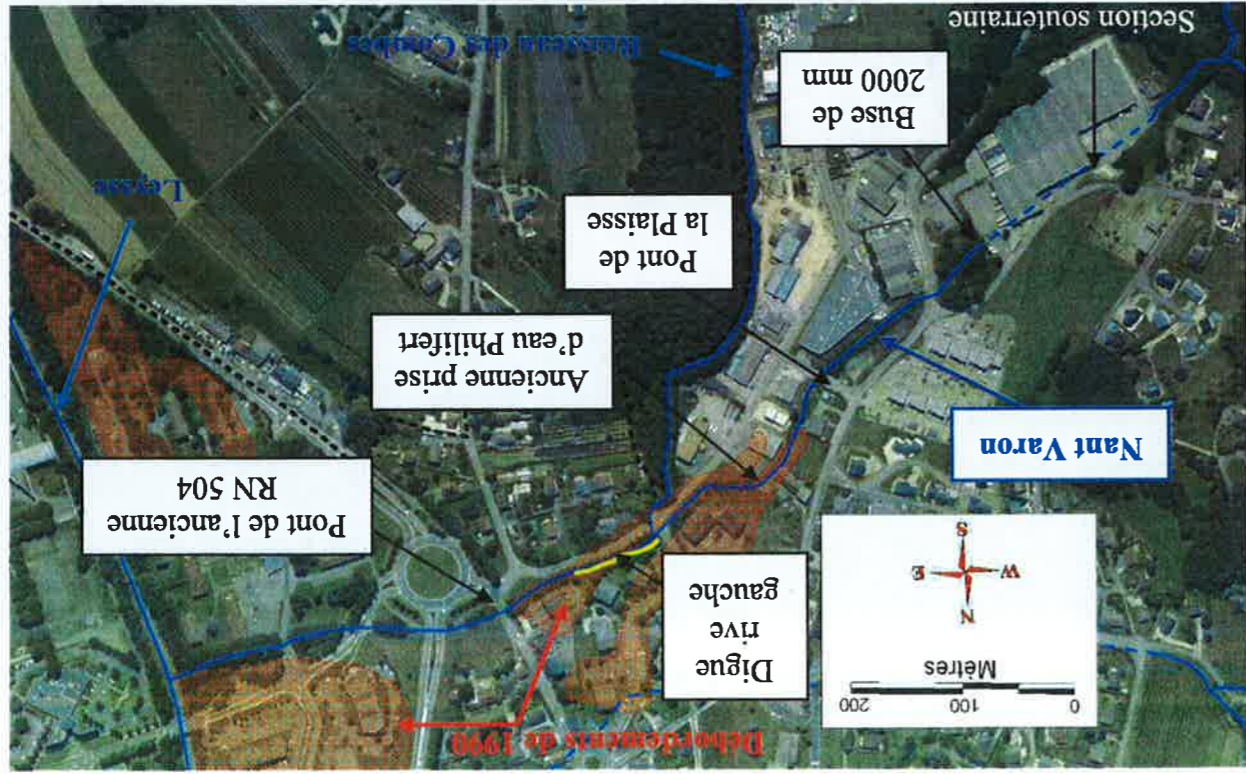 Section souterraine
Buse de
2000 mm
Ruisseau des Combes
Leysse
Pont de
la Plaisse
Ancienne prise
d'eau Philifert
Nant Varon
Pont de l'ancienne
RN 504
Digue
rive
gauche
N
W
E
S
Mètres
0
100
200
Débordements de 1990